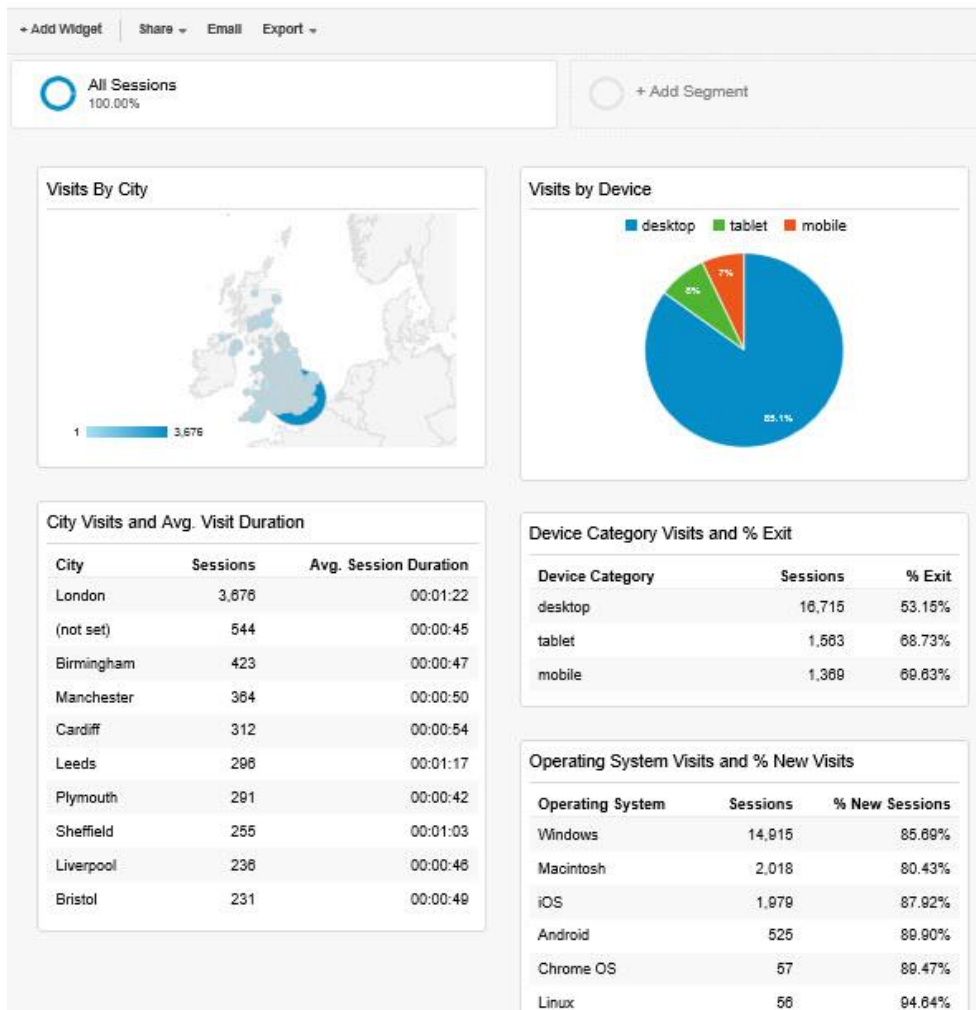 + Add Widget Share Email Export
All Sessions
100.00%
+ Add Segment
Visits By City
1 3,676
Visits by Device
desktop tablet mobile
7%
8%
85.1%
City Visits and Avg. Visit Duration
City Sessions Avg. Session Duration
London 3,676 00:01:22
(not set) 544 00:00:45
Birmingham 423 00:00:47
Manchester 364 00:00:50
Cardiff 312 00:00:54
Leeds 296 00:01:17
Plymouth 291 00:00:42
Sheffield 255 00:01:03
Liverpool 236 00:00:46
Bristol 231 00:00:49
Device Category Visits and % Exit
Device Category Sessions % Exit
desktop 16,715 53.15%
tablet 1,563 68.73%
mobile 1,369 69.63%
Operating System Visits and % New Visits
Operating System Sessions % New Sessions
Windows 14,915 85.69%
Macintosh 2,018 80.43%
iOS 1,979 87.92%
Android 525 89.90%
Chrome OS 57 89.47%
Linux 56 94.64%